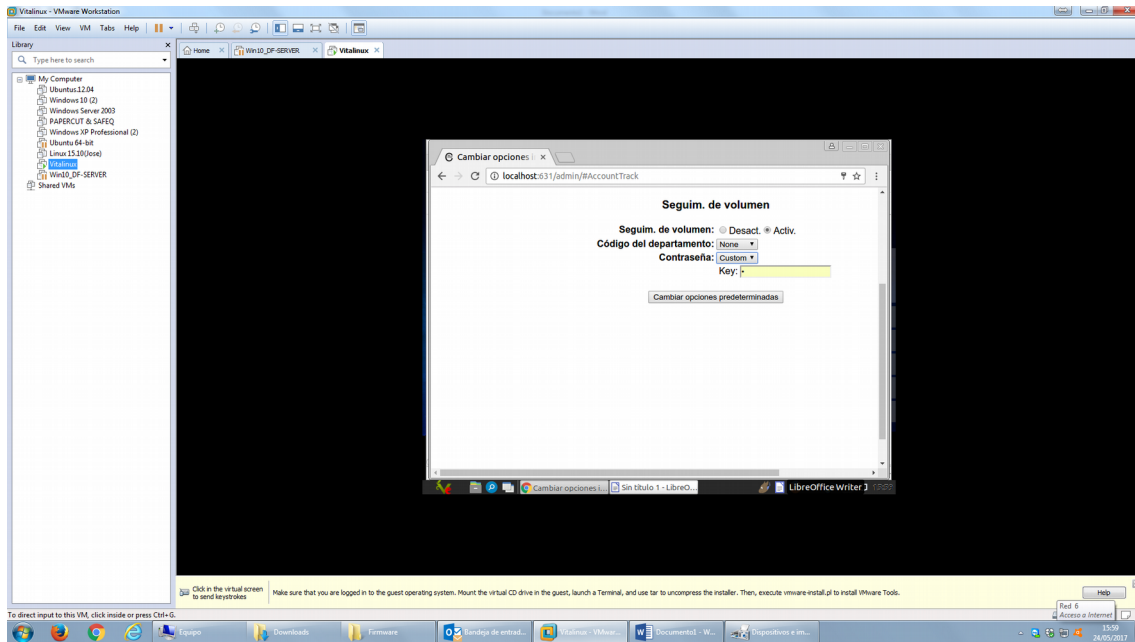 Vitalinux - VMware Workstation
File Edit View VM Tabs Help
Library
Type here to search
My Computer
Ubuntus12.04
Windows 10 (2)
Windows Server 2003
PAPERCUT & SAFEQ
Windows XP Professional (2)
Ubuntu 64-bit
Linux 15.10(Jose)
Vitalinux
Win10_DF-SERVER
Shared VMs
Home
Win10_DF-SERVER
Vitalinux
Cambiar opciones i
localhost:631/admin/#AccountTrack
Seguim. de volumen
Seguim. de volumen: Desact. Activ.
Código del departamento: None
Contraseña: Custom
Key:
Cambiar opciones predeterminadas
Cambiar opciones i...
Sin título 1 - LibreO...
LibreOffice Writer
Click in the virtual screen
to send keystrokes
Make sure that you are logged in to the guest operating system. Mount the virtual CD drive in the guest, launch a Terminal, and use tar to uncompress the installer. Then, execute vmware-install.pl to install VMware Tools.
Help
To direct input to this VM, click inside or press Ctrl+G.
Red 6
Acceso a Internet
Equipo
Downloads
Firmware
Bandeja de entrad...
Vitalinux - VMwar...
Documento1 - W...
Dispositivos e im...
15:59
24/05/2017